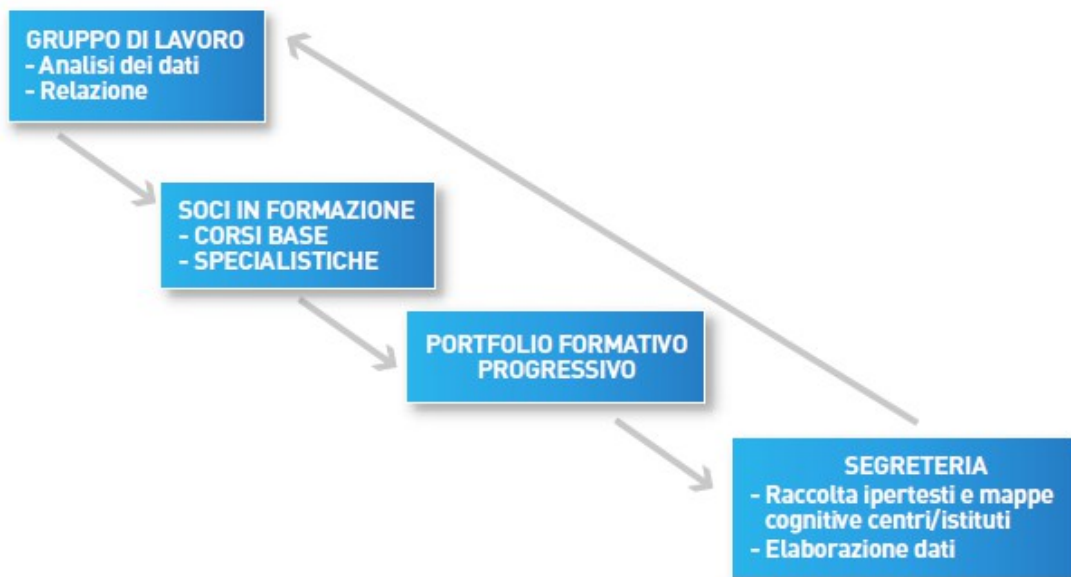 GRUPPO DI LAVORO
- Analisi dei dati
- Relazione
SOCI IN FORMAZIONE
- CORSI BASE
- SPECIALISTICHE
PORTFOLIO FORMATIVO
PROGRESSIVO
SEGRETERIA
- Raccolta ipertesti e mappe
cognitive centri/istituti
- Elaborazione dati